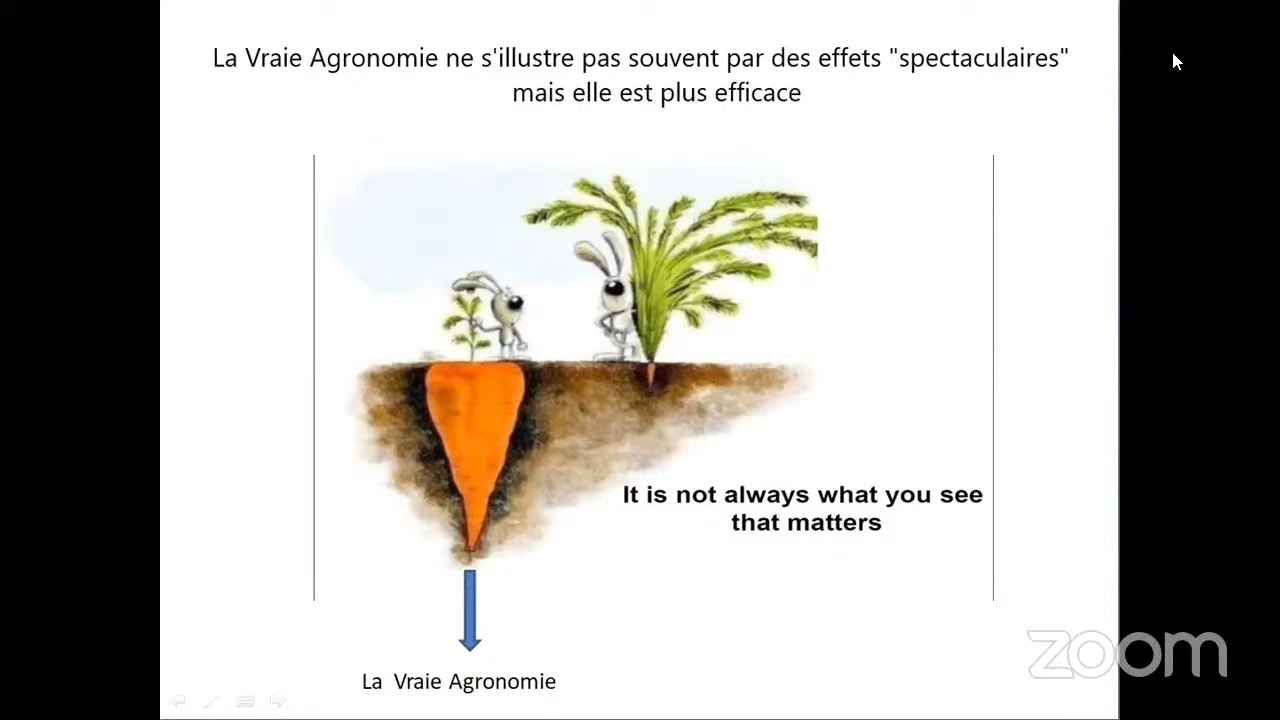 La Vraie Agronomie ne s'illustre pas souvent par des effets "spectaculaires"
mais elle est plus efficace
It is not always what you see
that matters
La Vraie Agronomie
zoom